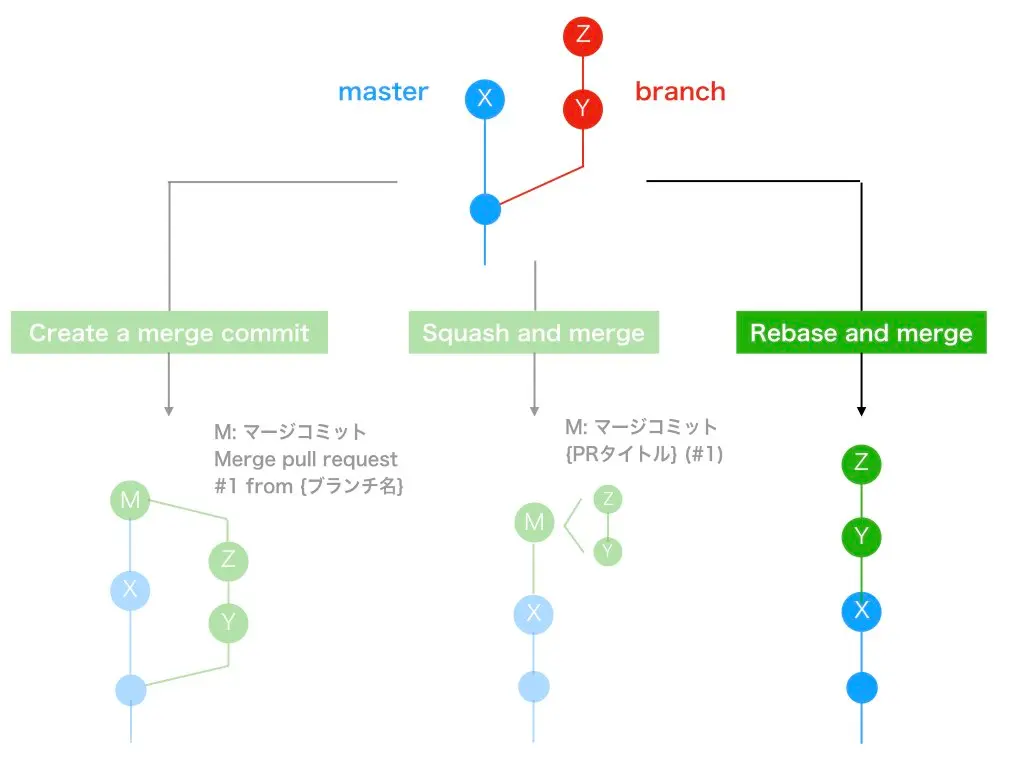 Z
master
X
Y
branch
Create a merge commit
Squash and merge
Rebase and merge
M: マージコミット
Merge pull request
#1 from {ブランチ名}
M
Z
X
Y
M: マージコミット
{PRタイトル} (#1)
Z
M
Y
X
Z
Y
X